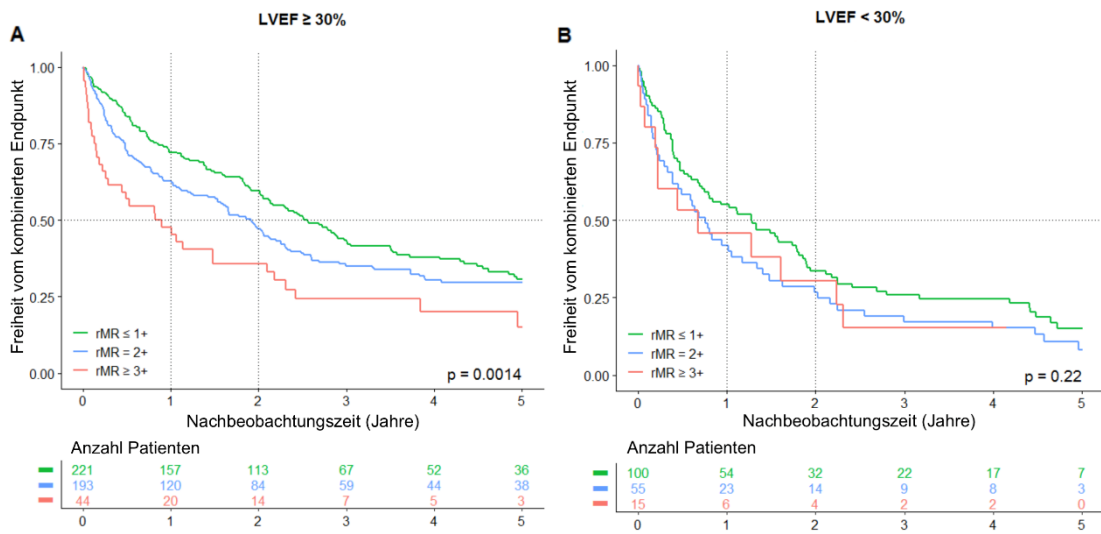 LVEF ≥ 30%
A
Freiheit vom kombinierten Endpunkt
1.00
0.75
0.50
0.25
0.00
rMR ≤ 1+
rMR = 2+
rMR ≥ 3+
p = 0.0014
0 1 2 3 4 5
Nachbeobachtungszeit (Jahre)
Anzahl Patienten
221 157 113 67 52 36
193 120 84 59 44 38
44 20 14 7 5 3
0 1 2 3 4 5
LVEF < 30%
B
Freiheit vom kombinierten Endpunkt
1.00
0.75
0.50
0.25
0.00
rMR ≤ 1+
rMR = 2+
rMR ≥ 3+
p = 0.22
0 1 2 3 4 5
Nachbeobachtungszeit (Jahre)
Anzahl Patienten
100 54 32 22 17 7
55 23 14 9 8 3
15 6 4 2 2 0
0 1 2 3 4 5